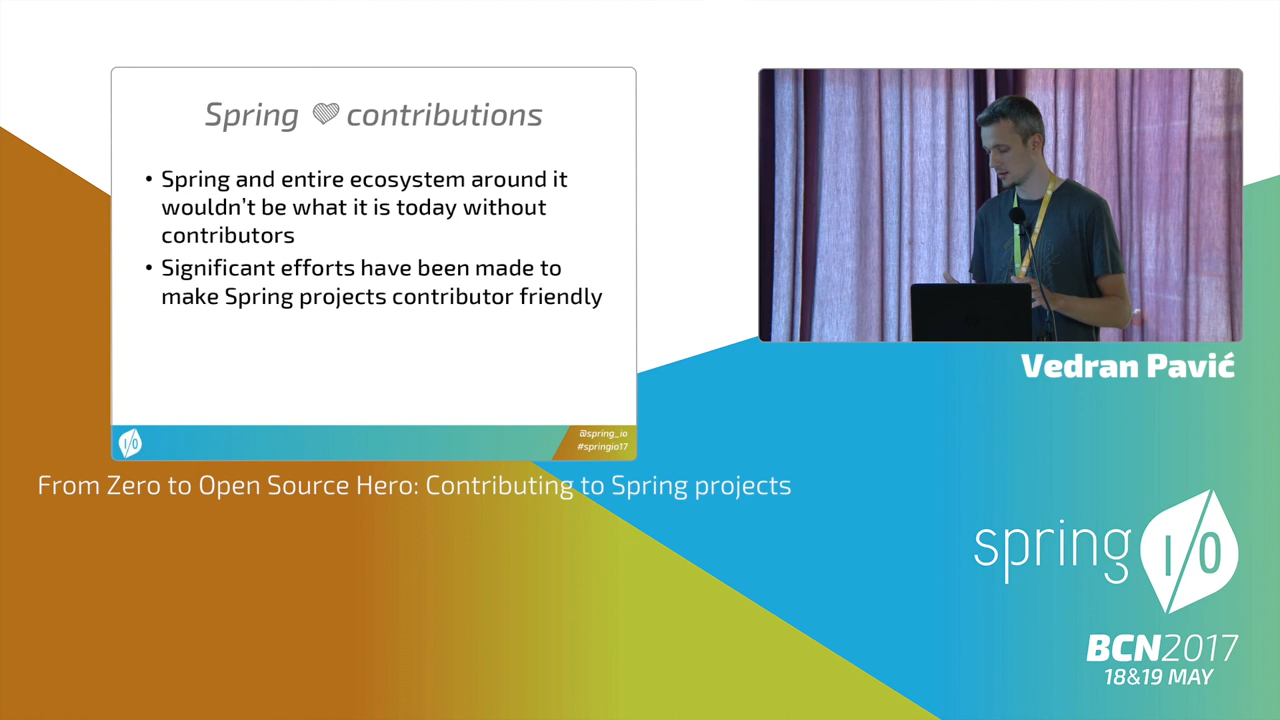 Spring contributions
• Spring and entire ecosystem around it
wouldn't be what it is today without
contributors
• Significant efforts have been made to
make Spring projects contributor friendly
I/O
@spring_io
#springio17
Vedran Pavić
From Zero to Open Source Hero: Contributing to Spring projects
spring I/O
BCN2017
18&19 MAY